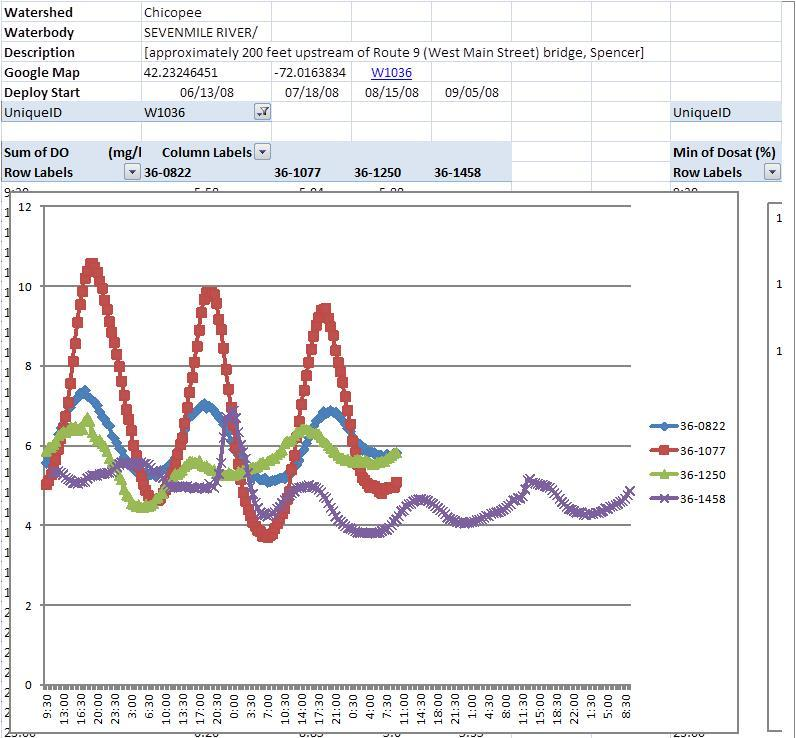 Watershed Chicopee
Waterbody SEVENMILE RIVER/
Description [approximately 200 feet upstream of Route 9 (West Main Street) bridge, Spencer]
Google Map 42.23246451 -72.0163834 W1036
Deploy Start 06/13/08 07/18/08 08/15/08 09/05/08
UniqueID W1036 UniqueID
Sum of DO (mg/l Column Labels Min of Dosat (%)
Row Labels 36-0822 36-1077 36-1250 36-1458 Row Labels
12
10
8
6
4
2
0
36-0822
36-1077
36-1250
36-1458
9:30 13:00 16:30 20:00 23:30 3:00 6:30 10:00 13:30 17:00 20:30 0:00 3:30 7:00 10:30 14:00 17:30 21:00 0:30 4:00 7:30 11:00 14:30 18:00 21:30 1:00 4:30 8:00 11:30 15:00 18:30 22:00 1:30 5:00 8:30